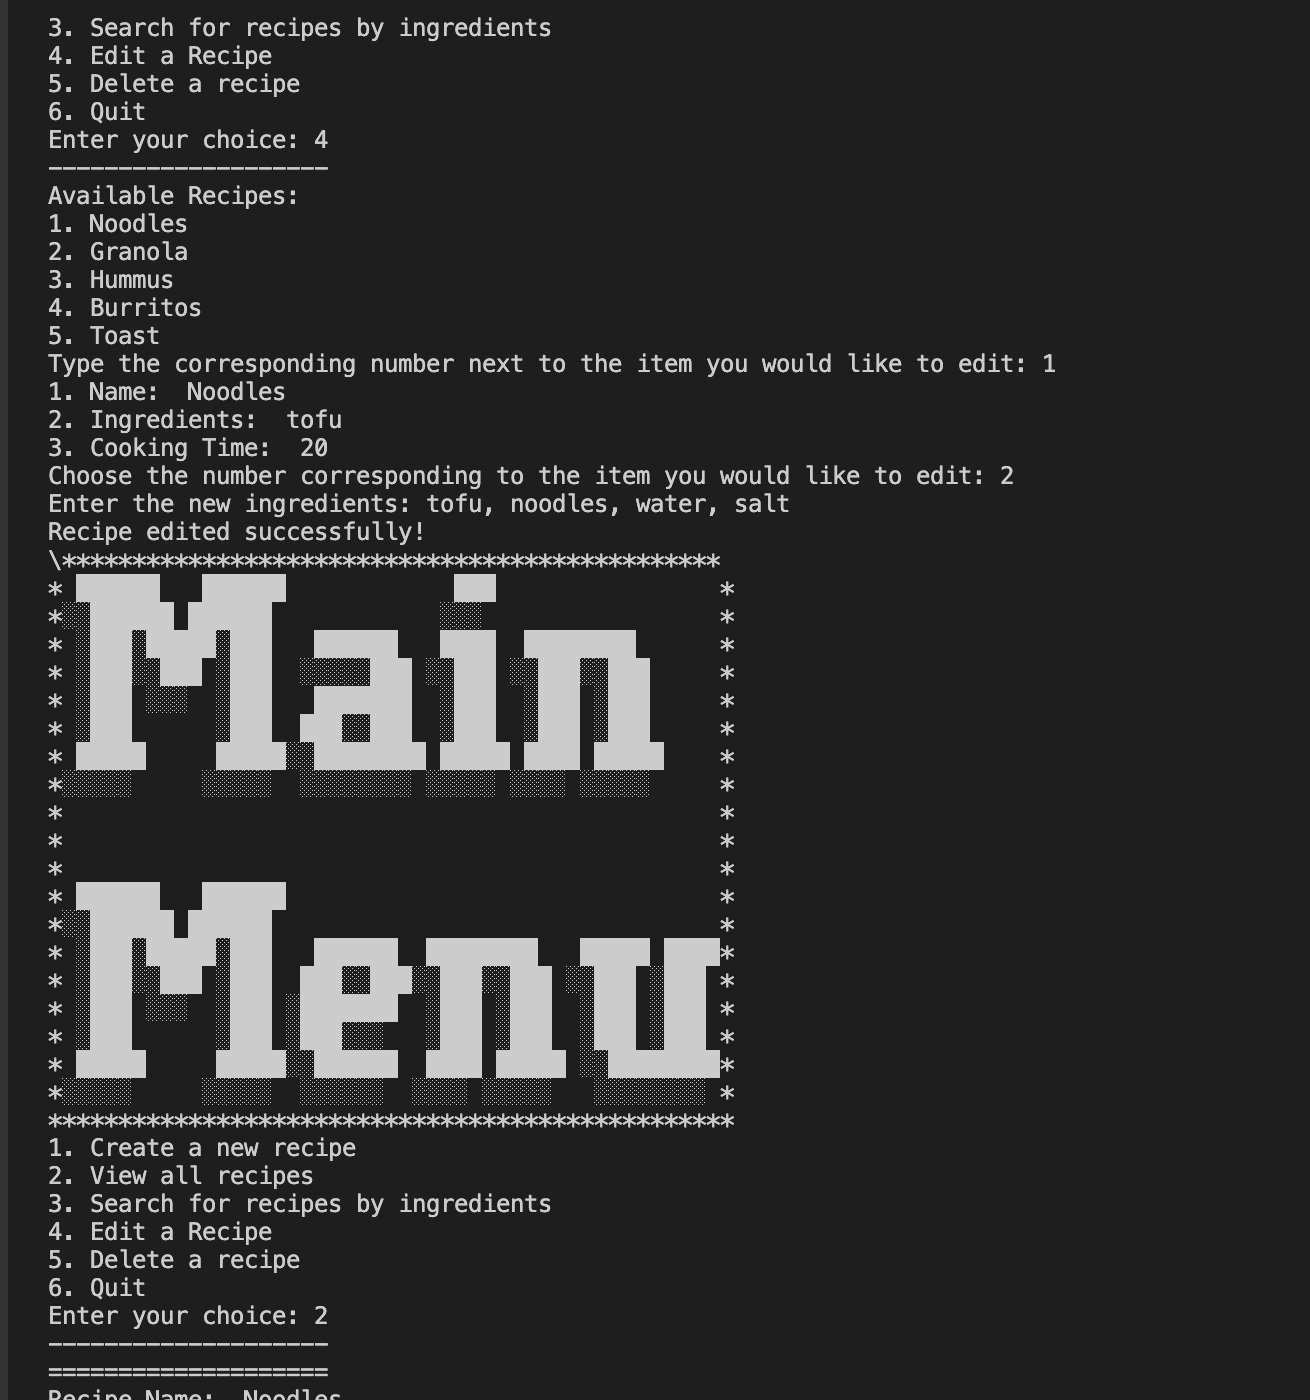 3. Search for recipes by ingredients
4. Edit a Recipe
5. Delete a recipe
6. Quit
Enter your choice: 4
--------------------
Available Recipes:
1. Noodles
2. Granola
3. Hummus
4. Burritos
5. Toast
Type the corresponding number next to the item you would like to edit: 1
1. Name:  Noodles
2. Ingredients:  tofu
3. Cooking Time:  20
Choose the number corresponding to the item you would like to edit: 2
Enter the new ingredients: tofu, noodles, water, salt
Recipe edited successfully!
\***********************************************
Main
Menu
*************************************************
1. Create a new recipe
2. View all recipes
3. Search for recipes by ingredients
4. Edit a Recipe
5. Delete a recipe
6. Quit
Enter your choice: 2
--------------------
====================
Recipe Name:  Noodles